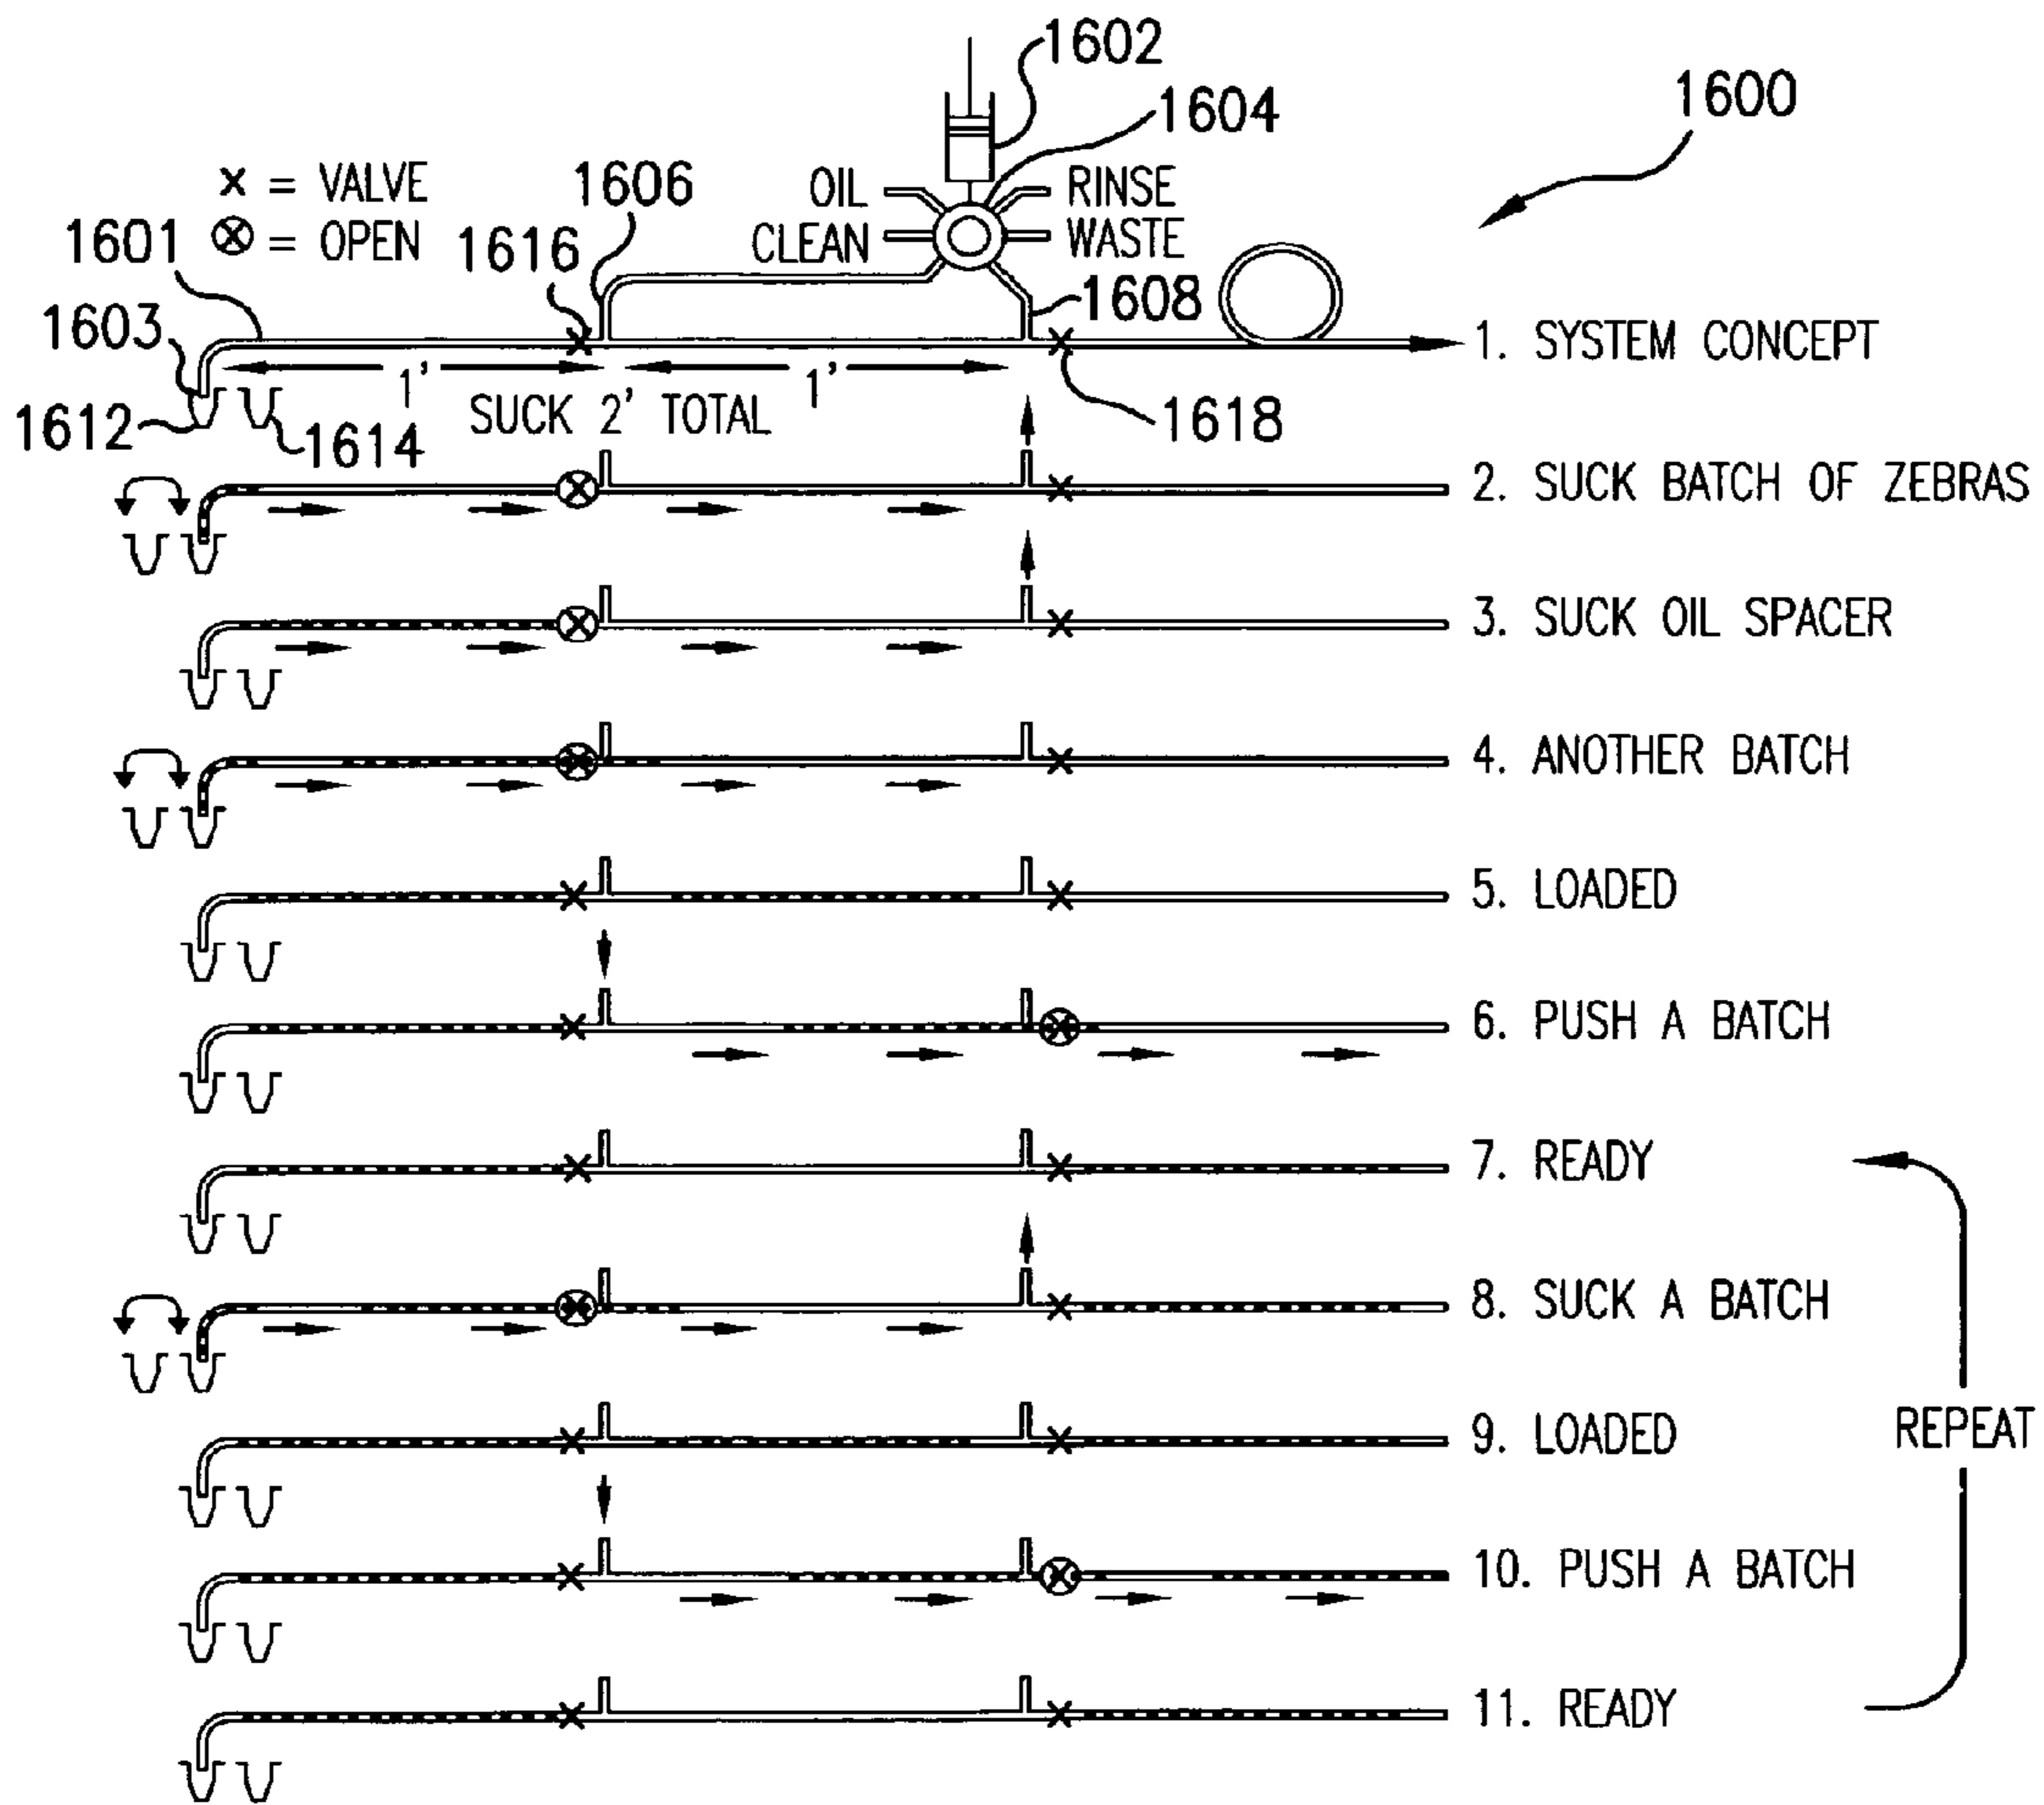 1602
1600
1604
x = VALVE
⊗ = OPEN
1606
OIL
RINSE
CLEAN
WASTE
1601
1616
1603
1608
1. SYSTEM CONCEPT
1' 1'
SUCK 2' TOTAL
1612
1614
1618
2. SUCK BATCH OF ZEBRAS
3. SUCK OIL SPACER
4. ANOTHER BATCH
5. LOADED
6. PUSH A BATCH
7. READY
8. SUCK A BATCH
9. LOADED
REPEAT
10. PUSH A BATCH
11. READY